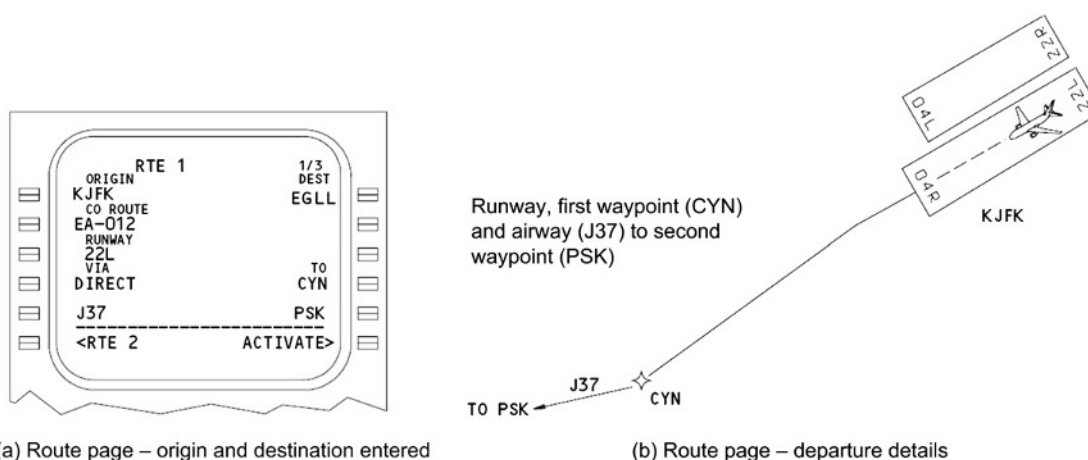 RTE 1
1/3
ORIGIN
DEST
KJFK
EGLL
CO ROUTE
EA-012
RUNWAY
22L
VIA
TO
DIRECT
CYN
J37
PSK
------------------------
<RTE 2
ACTIVATE>
(a) Route page – origin and destination entered
Runway, first waypoint (CYN)
and airway (J37) to second
waypoint (PSK)
04L
22R
04R
22L
KJFK
J37
CYN
TO PSK
(b) Route page – departure details